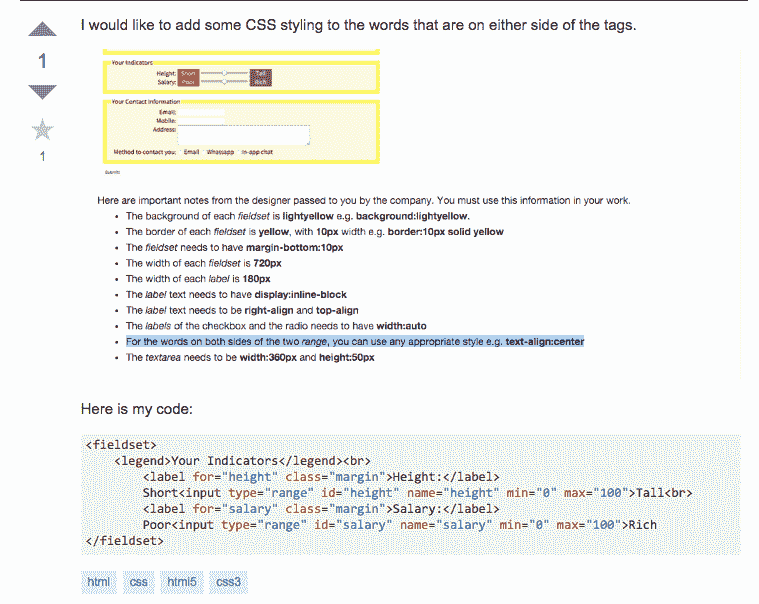 I would like to add some CSS styling to the words that are on either side of the tags.
1
1
Your Indicators
Height: Short Tall
Salary: Poor Rich
Your Contact Information
Email:
Mobile:
Address:
Method to contact you: Email Whatsapp In-app chat
Submit
Here are important notes from the designer passed to you by the company. You must use this information in your work.
• The background of each fieldset is lightyellow e.g. background:lightyellow.
• The border of each fieldset is yellow, with 10px width e.g. border:10px solid yellow
• The fieldset needs to have margin-bottom:10px
• The width of each fieldset is 720px
• The width of each label is 180px
• The label text needs to have display:inline-block
• The label text needs to be right-align and top-align
• The labels of the checkbox and the radio needs to have width:auto
• For the words on both sides of the two range, you can use any appropriate style e.g. text-align:center
• The textarea needs to be width:360px and height:50px
Here is my code:
<fieldset>
<legend>Your Indicators</legend><br>
<label for="height" class="margin">Height:</label>
Short<input type="range" id="height" name="height" min="0" max="100">Tall<br>
<label for="salary" class="margin">Salary:</label>
Poor<input type="range" id="salary" name="salary" min="0" max="100">Rich
</fieldset>
html css html5 css3